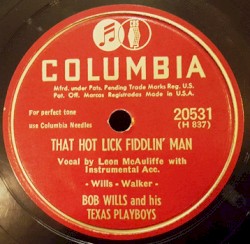 COLUMBIA
Mfrd. under Pats. Pending Trade Marks Reg. U.S.
Pat. Off. Marcas Registradas Made in U.S.A.
For perfect tone
use Columbia Needles
20531
(H 837)
THAT HOT LICK FIDDLIN' MAN
Vocal by Leon McAuliffe with
Instrumental Acc.
- Wills - Walker -
BOB WILLS and his
TEXAS PLAYBOYS